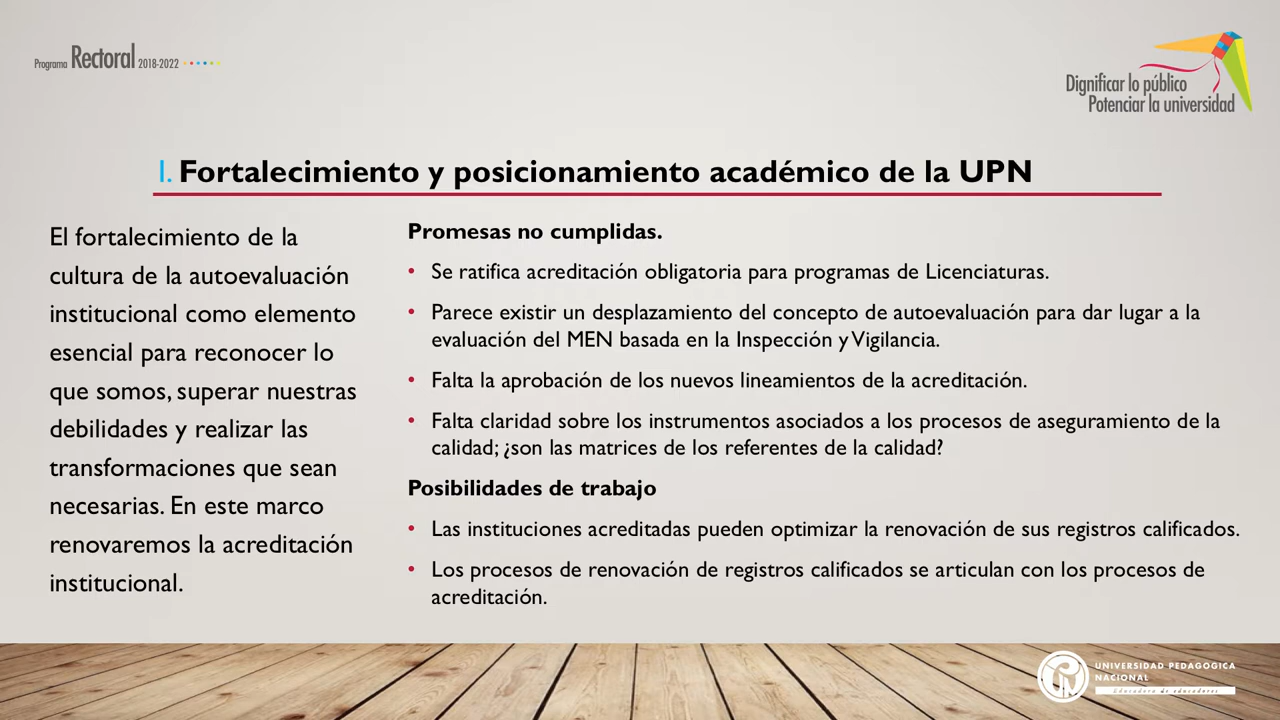 Programa Rectoral 2018-2022
Dignificar lo público
Potenciar la universidad
I. Fortalecimiento y posicionamiento académico de la UPN
El fortalecimiento de la
cultura de la autoevaluación
institucional como elemento
esencial para reconocer lo
que somos, superar nuestras
debilidades y realizar las
transformaciones que sean
necesarias. En este marco
renovaremos la acreditación
institucional.
Promesas no cumplidas.
• Se ratifica acreditación obligatoria para programas de Licenciaturas.
• Parece existir un desplazamiento del concepto de autoevaluación para dar lugar a la
evaluación del MEN basada en la Inspección y Vigilancia.
• Falta la aprobación de los nuevos lineamientos de la acreditación.
• Falta claridad sobre los instrumentos asociados a los procesos de aseguramiento de la
calidad; ¿son las matrices de los referentes de la calidad?
Posibilidades de trabajo
• Las instituciones acreditadas pueden optimizar la renovación de sus registros calificados.
• Los procesos de renovación de registros calificados se articulan con los procesos de
acreditación.
UNIVERSIDAD PEDAGOGICA
NACIONAL
Educadora de educadores